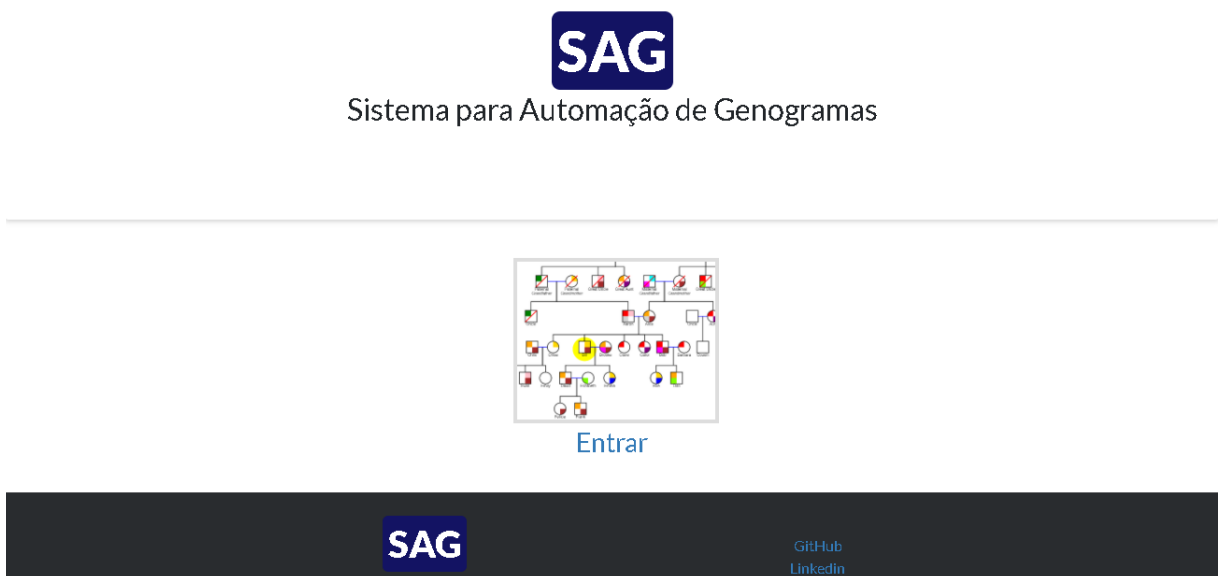 SAG
Sistema para Automação de Genogramas
Entrar
SAG
GitHub
Linkedin